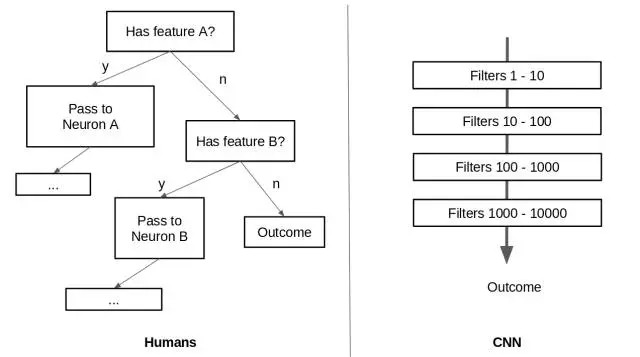 Has feature A?
y
n
Pass to
Neuron A
...
Has feature B?
y
n
Pass to
Neuron B
Outcome
...
Humans
Filters 1 - 10
Filters 10 - 100
Filters 100 - 1000
Filters 1000 - 10000
Outcome
CNN